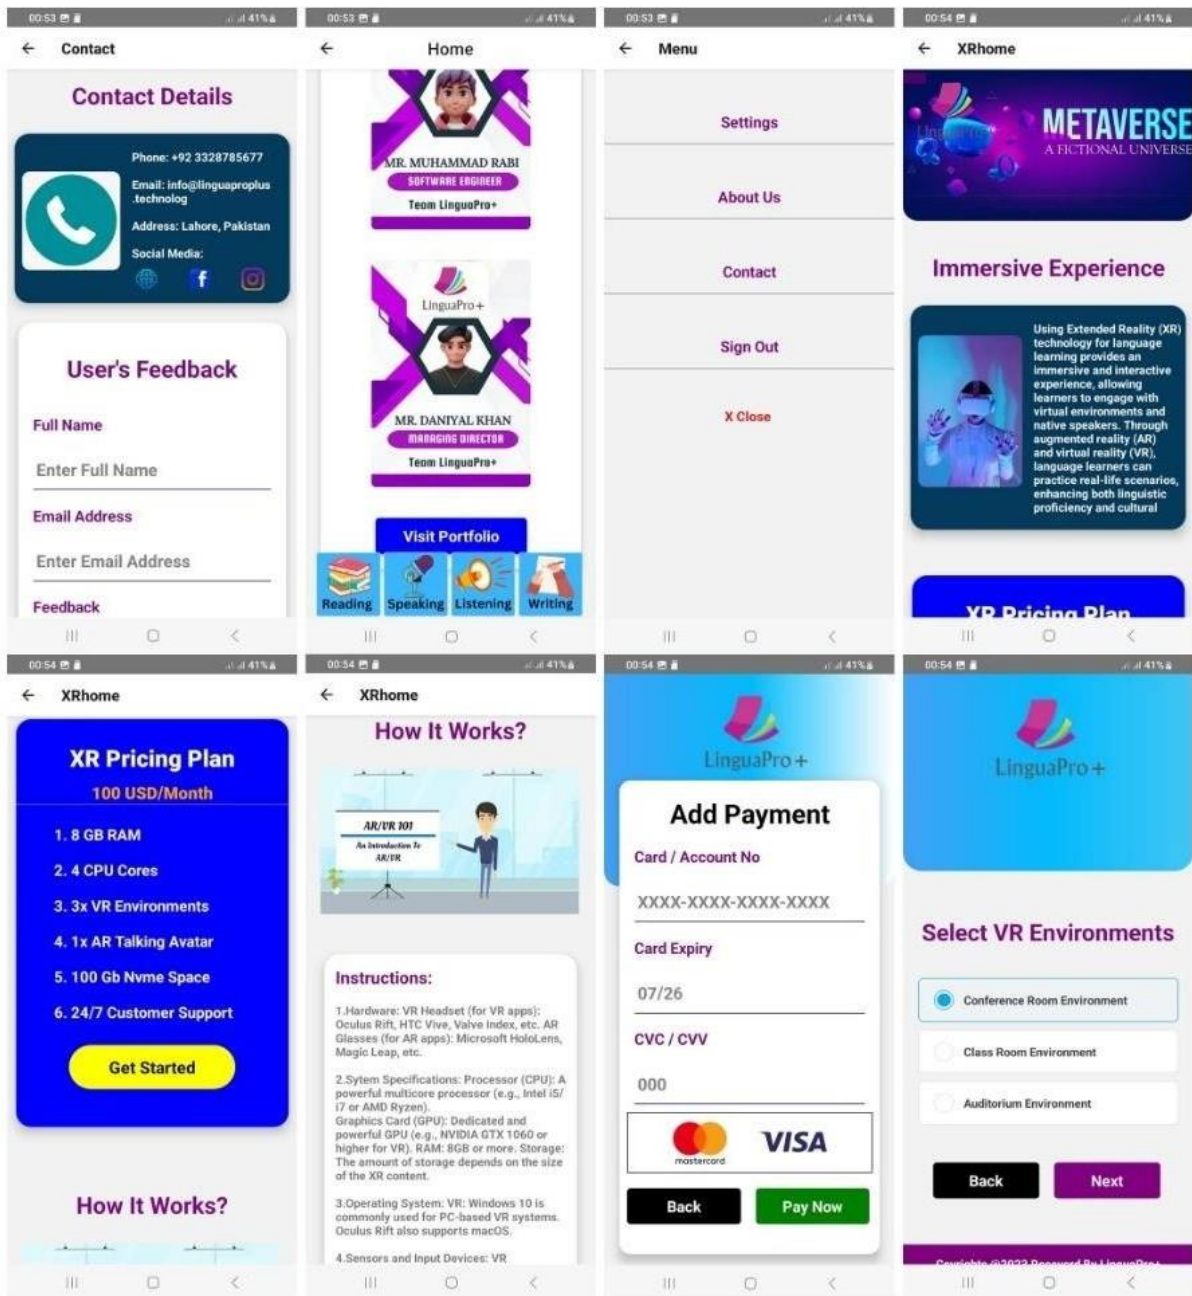 00:53
41%
Contact
Contact Details
Phone: +92 3328785677
Email: info@linguaproplus
.technolog
Address: Lahore, Pakistan
Social Media:
User's Feedback
Full Name
Enter Full Name
Email Address
Enter Email Address
Feedback
00:53
41%
Home
MR. MUHAMMAD RABI
SOFTWARE ENGINEER
Team LinguaPro+
LinguaPro+
MR. DANIYAL KHAN
MANAGING DIRECTOR
Team LinguaPro+
Visit Portfolio
Reading
Speaking
Listening
Writing
00:53
41%
Menu
Settings
About Us
Contact
Sign Out
X Close
00:54
41%
XRhome
METAVERSE
A FICTIONAL UNIVERSE
Immersive Experience
Using Extended Reality (XR)
technology for language
learning provides an
immersive and interactive
experience, allowing
learners to engage with
virtual environments and
native speakers. Through
augmented reality (AR)
and virtual reality (VR),
language learners can
practice real-life scenarios,
enhancing both linguistic
proficiency and cultural
XR Pricing Plan
00:54
41%
XRhome
XR Pricing Plan
100 USD/Month
1. 8 GB RAM
2. 4 CPU Cores
3. 3x VR Environments
4. 1x AR Talking Avatar
5. 100 Gb Nvme Space
6. 24/7 Customer Support
Get Started
How It Works?
00:54
41%
XRhome
How It Works?
AR/VR 101
An Introduction To
AR/VR
Instructions:
1.Hardware: VR Headset (for VR apps):
Oculus Rift, HTC Vive, Valve Index, etc. AR
Glasses (for AR apps): Microsoft HoloLens,
Magic Leap, etc.
2.Sytem Specifications: Processor (CPU): A
powerful multicore processor (e.g., Intel i5/
i7 or AMD Ryzen).
Graphics Card (GPU): Dedicated and
powerful GPU (e.g., NVIDIA GTX 1060 or
higher for VR). RAM: 8GB or more. Storage:
The amount of storage depends on the size
of the XR content.
3.Operating System: VR: Windows 10 is
commonly used for PC-based VR systems.
Oculus Rift also supports macOS.
4.Sensors and Input Devices: VR
00:54
41%
LinguaPro+
Add Payment
Card / Account No
XXXX-XXXX-XXXX-XXXX
Card Expiry
07/26
CVC / CVV
000
mastercard
VISA
Back
Pay Now
00:54
41%
LinguaPro+
Select VR Environments
Conference Room Environment
Class Room Environment
Auditorium Environment
Back
Next